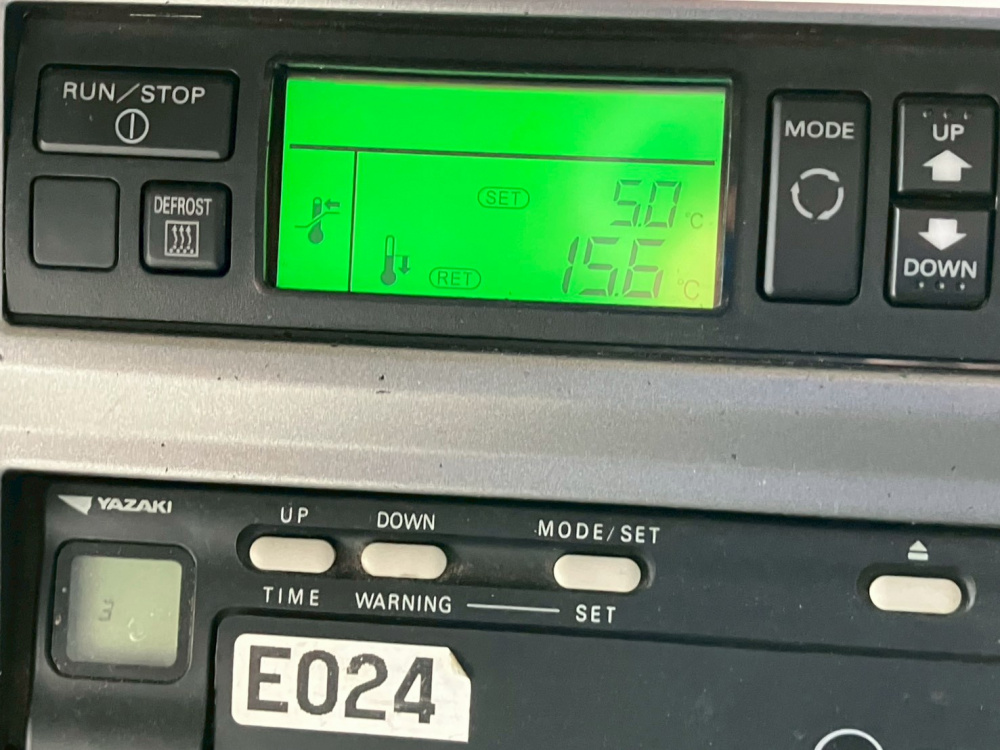 RUN/STOP
DEFROST
SET 5.0 °C
RET 15.6 °C
MODE
UP
DOWN
YAZAKI
UP DOWN MODE/SET
TIME WARNING SET
E024